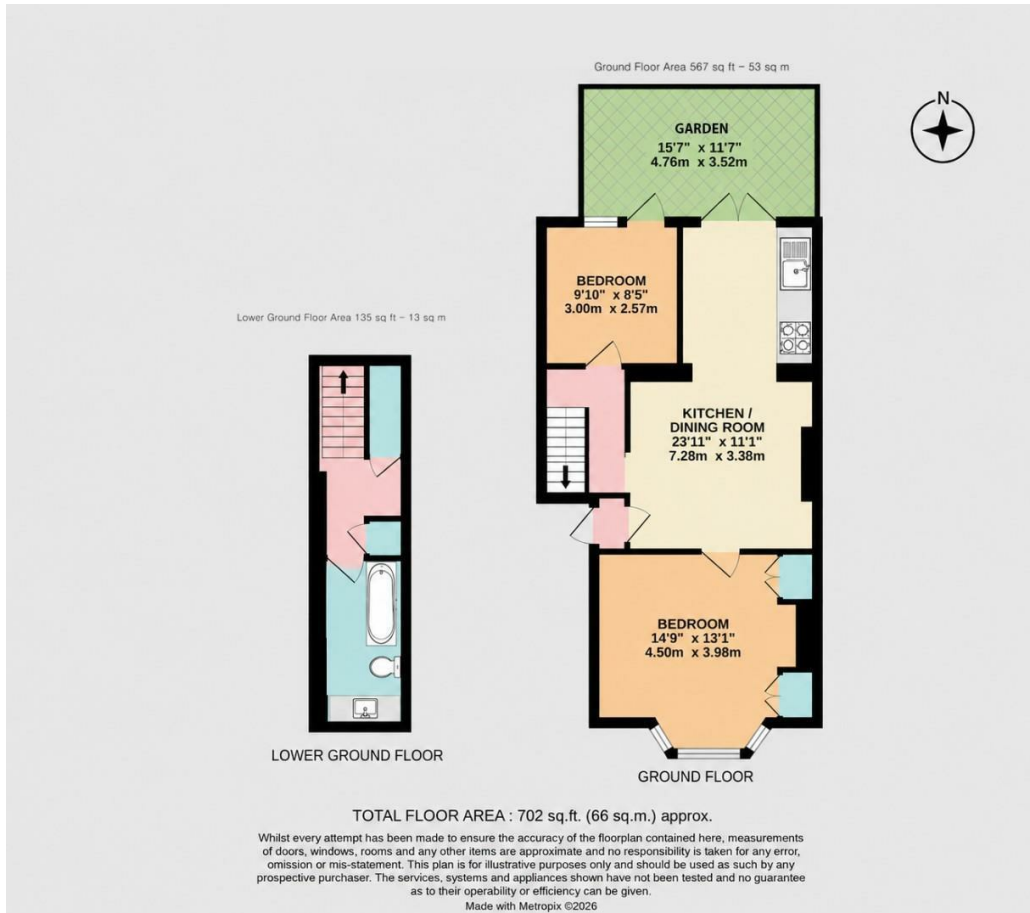 Ground Floor Area 567 sq ft – 53 sq m
N
GARDEN
15'7" x 11'7"
4.76m x 3.52m
BEDROOM
9'10" x 8'5"
3.00m x 2.57m
Lower Ground Floor Area 135 sq ft – 13 sq m
KITCHEN /
DINING ROOM
23'11" x 11'1"
7.28m x 3.38m
BEDROOM
14'9" x 13'1"
4.50m x 3.98m
LOWER GROUND FLOOR
GROUND FLOOR
TOTAL FLOOR AREA : 702 sq.ft. (66 sq.m.) approx.
Whilst every attempt has been made to ensure the accuracy of the floorplan contained here, measurements
of doors, windows, rooms and any other items are approximate and no responsibility is taken for any error,
omission or mis-statement. This plan is for illustrative purposes only and should be used as such by any
prospective purchaser. The services, systems and appliances shown have not been tested and no guarantee
as to their operability or efficiency can be given.
Made with Metropix ©2026